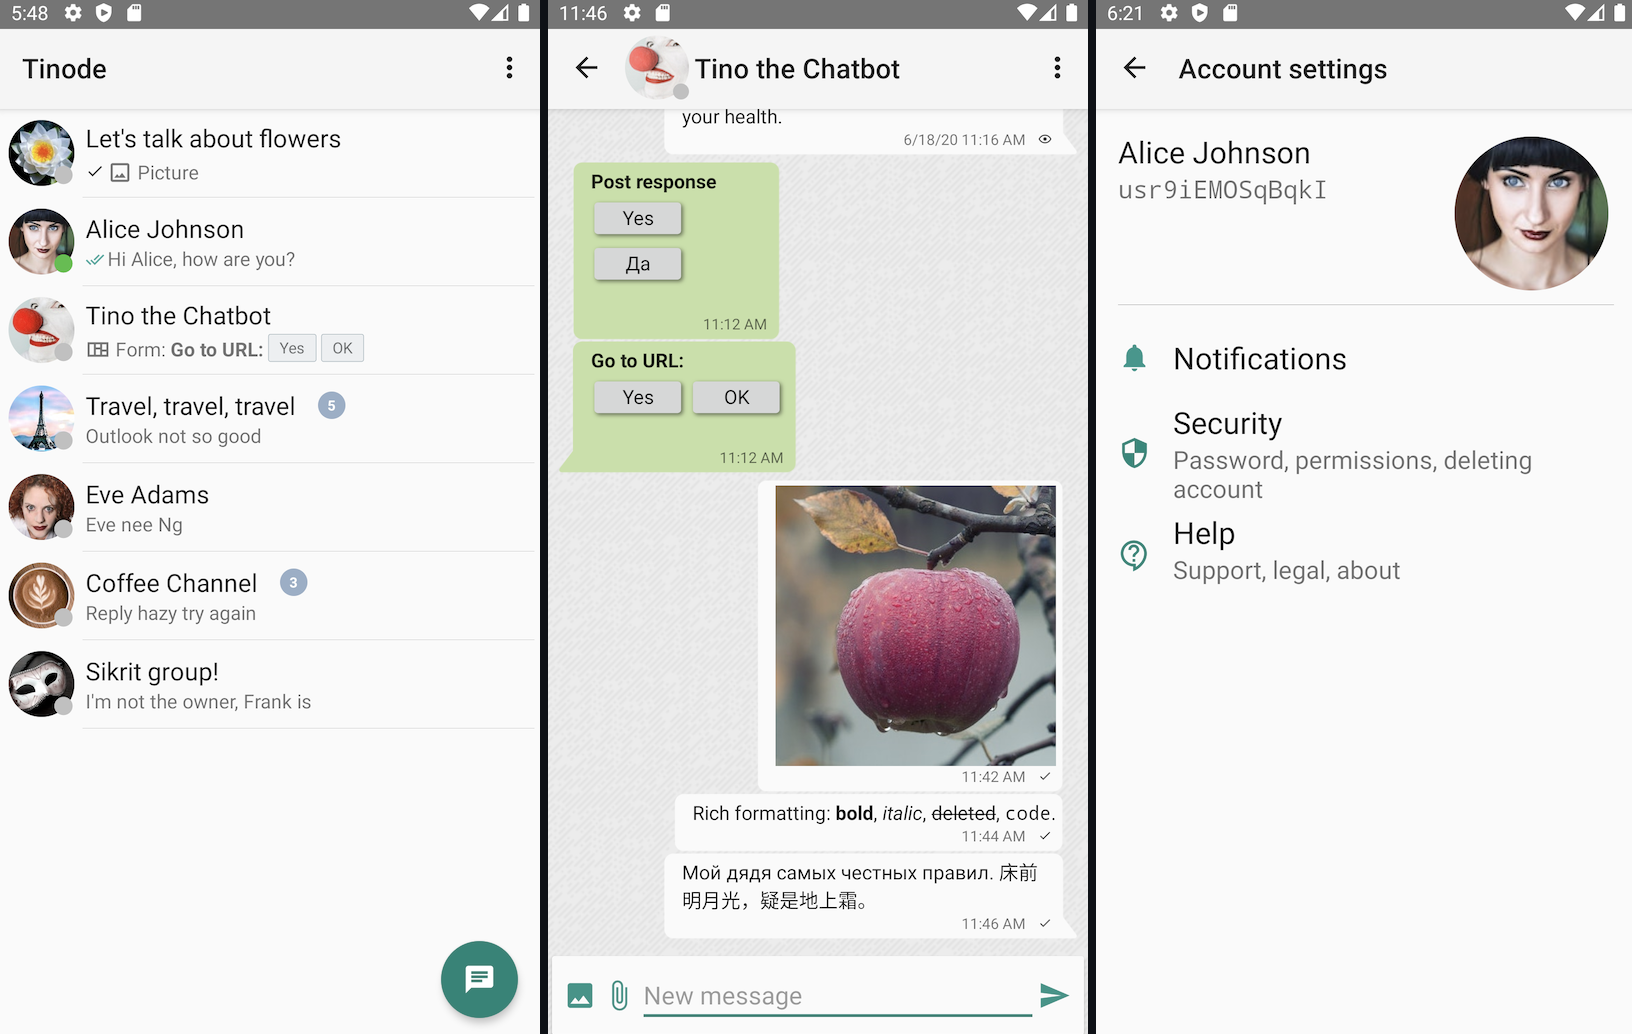 5:48
Tinode
Let's talk about flowers
Picture
Alice Johnson
Hi Alice, how are you?
Tino the Chatbot
Form: Go to URL: Yes OK
Travel, travel, travel 5
Outlook not so good
Eve Adams
Eve nee Ng
Coffee Channel 3
Reply hazy try again
Sikrit group!
I'm not the owner, Frank is
11:46
Tino the Chatbot
your health.
6/18/20 11:16 AM
Post response
Yes
Да
11:12 AM
Go to URL:
Yes OK
11:12 AM
11:42 AM
Rich formatting: bold, italic, deleted, code.
11:44 AM
Мой дядя самых честных правил. 床前
明月光，疑是地上霜。
11:46 AM
New message
6:21
Account settings
Alice Johnson
usr9iEMOSqBqkI
Notifications
Security
Password, permissions, deleting
account
Help
Support, legal, about